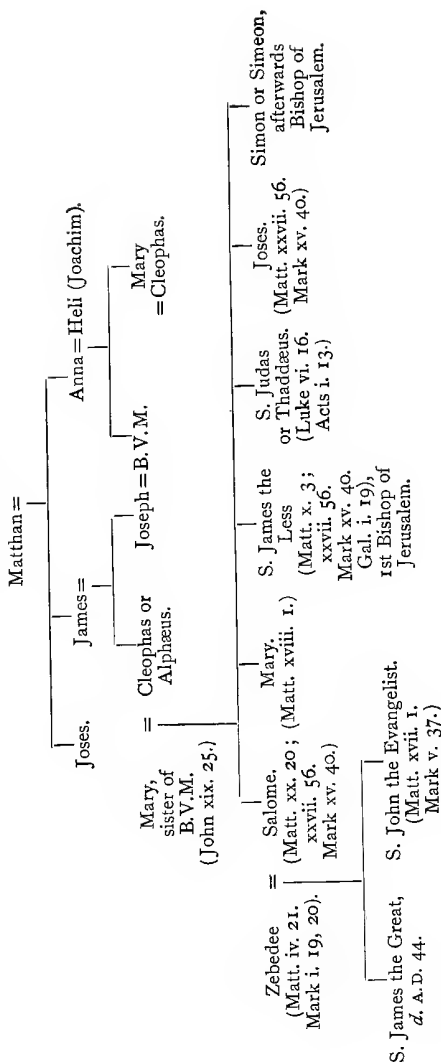 Matthan=
Joses.
James=
Anna=Heli (Joachim).
Cleophas or
Alphæus.
Joseph=B.V.M.
Mary
=Cleophas.
Mary,
sister of
B.V.M.
(John xix. 25.)
=
Salome.
(Matt. xx. 20;
xxvii. 56.
Mark xv. 40.)
Mary.
(Matt. xviii. 1.)
S. James the
Less
(Matt. x. 3;
xxvii. 56.
Mark xv. 40.
Gal. i. 19),
1st Bishop of
Jerusalem.
S. Judas
or Thaddæus.
(Luke vi. 16.
Acts i. 13.)
Joses.
(Matt. xxvii. 56.
Mark xv. 40.)
Simon or Simeon,
afterwards
Bishop of
Jerusalem.
Zebedee
(Matt. iv. 21.
Mark i. 19, 20).
=
S. James the Great,
d. A.D. 44.
S. John the Evangelist.
(Matt. xvii. 1.
Mark v. 37.)